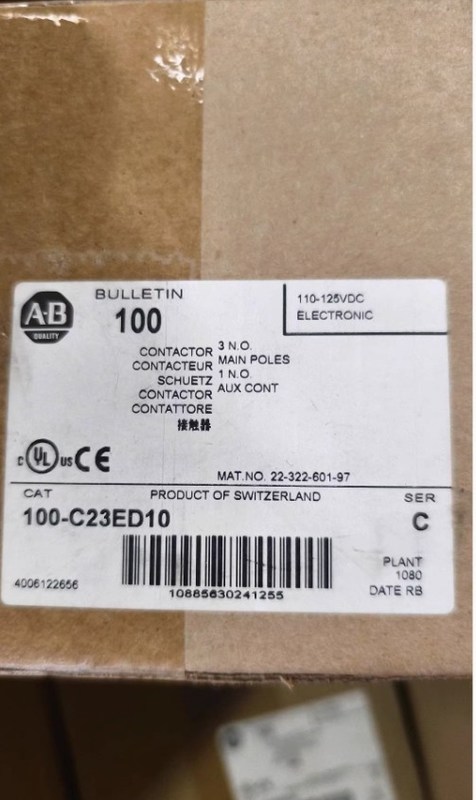 A-B
QUALITY
BULLETIN
100
110-125VDC
ELECTRONIC
CONTACTOR
CONTACTEUR
SCHUETZ
CONTACTOR
CONTATTORE
接触器
3 N.O.
MAIN POLES
1 N.O.
AUX CONT
C UL US CE
MAT.NO. 22-322-601-97
CAT
PRODUCT OF SWITZERLAND
SER
100-C23ED10
C
PLANT
1080
DATE RB
4006122656
10885630241255